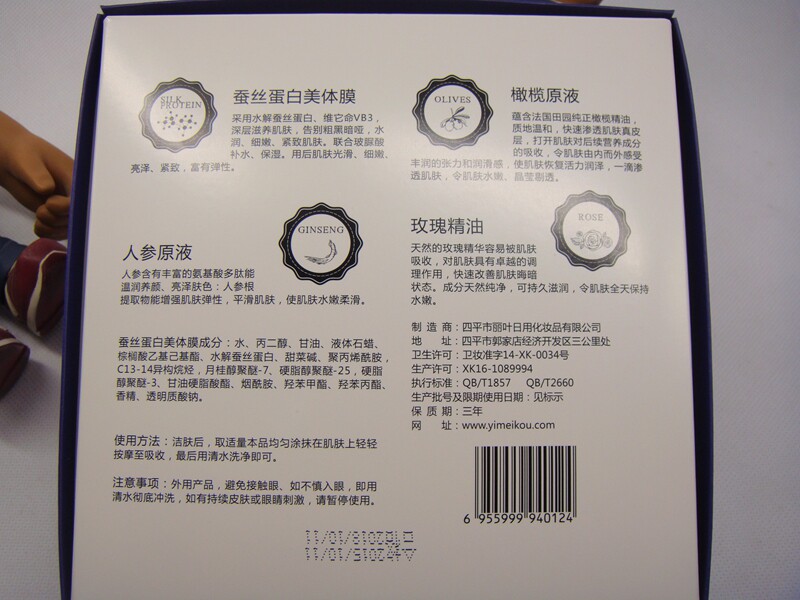 SILK
PROTEIN
蚕丝蛋白美体膜
采用水解蚕丝蛋白、维它命VB3，
深层滋养肌肤，告别粗黑暗哑，水
润、细嫩、紧致肌肤。联合玻脲酸
补水、保湿。用后肌肤光滑、细嫩、
亮泽、紧致，富有弹性。
OLIVES
橄榄原液
蕴含法国田园纯正橄榄精油，
质地温和，快速渗透肌肤真皮
层，打开肌肤对后续营养成分
的吸收，令肌肤由内而外感受
丰润的张力和润滑感，使肌肤恢复活力润泽，一滴渗
透肌肤，令肌肤水嫩、晶莹剔透。
GINSENG
人参原液
人参含有丰富的氨基酸多肽能
温润养颜、亮泽肤色：人参根
提取物能增强肌肤弹性，平滑肌肤，使肌肤水嫩柔滑。
ROSE
玫瑰精油
天然的玫瑰精华容易被肌肤
吸收，对肌肤具有卓越的调
理作用，快速改善肌肤晦暗
状态。成分天然纯净，可持久滋润，令肌肤全天保持
水嫩。
蚕丝蛋白美体膜成分：水、丙二醇、甘油、液体石蜡、
棕榈酸乙基己基酯、水解蚕丝蛋白、甜菜碱、聚丙烯酰胺，
C13-14异构烷烃，月桂醇聚醚-7、硬脂醇聚醚-25，硬脂
醇聚醚-3、甘油硬脂酸酯、烟酰胺、羟苯甲酯、羟苯丙酯、
香精、透明质酸钠。
使用方法：洁肤后，取适量本品均匀涂抹在肌肤上轻轻
按摩至吸收，最后用清水洗净即可。
注意事项：外用产品，避免接触眼、如不慎入眼，即用
清水彻底冲洗，如有持续皮肤或眼睛刺激，请暂停使用。
制 造 商：四平市丽叶日用化妆品有限公司
地 址：四平市郭家店经济开发区三公里处
卫生许可：卫妆准字14-XK-0034号
生产许可：XK16-1089994
执行标准：QB/T1857 QB/T2660
生产批号及限期使用日期：见标示
保 质 期：三年
网 址：www.yimeikou.com
6 955999 940124
2018/10/11
2015/10/11